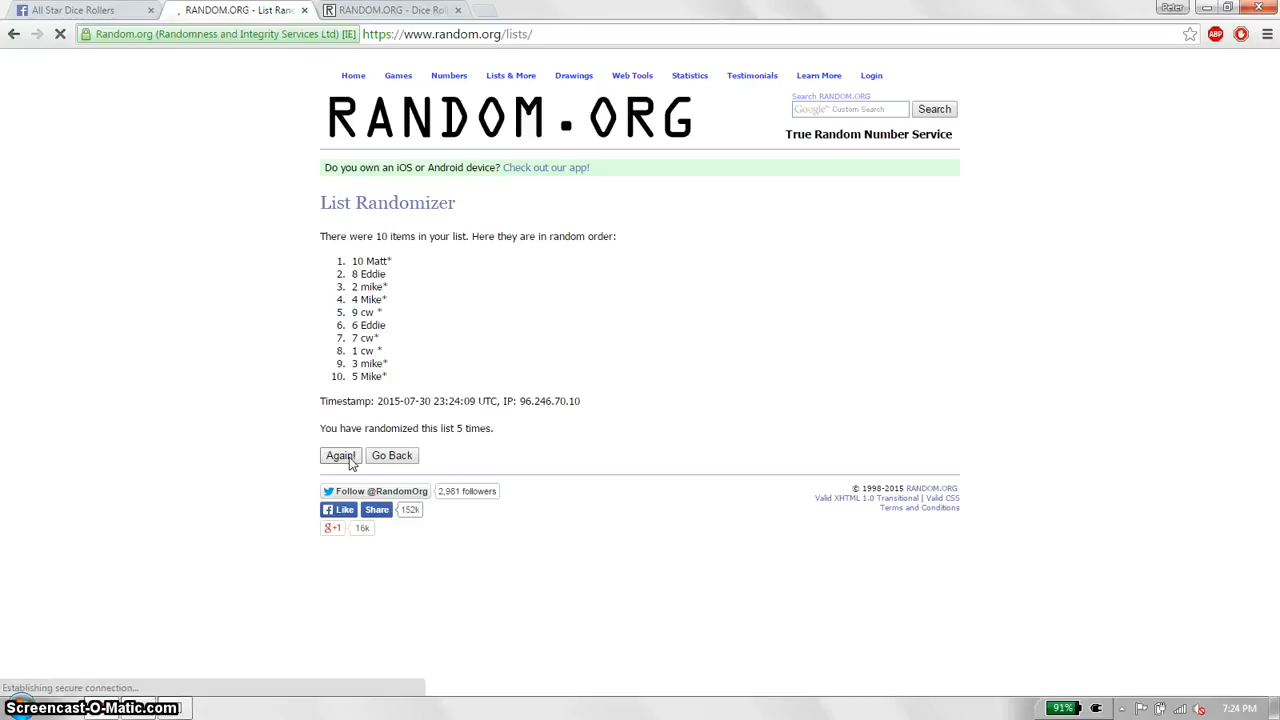 All Star Dice Rollers
RANDOM.ORG - List Ranc
RANDOM.ORG - Dice Rol
Peter
Random.org (Randomness and Integrity Services Ltd) [IE]
https://www.random.org/lists/
ABP
Home Games Numbers Lists & More Drawings Web Tools Statistics Testimonials Learn More Login
Search RANDOM.ORG
RANDOM.ORG
Google™ Custom Search
Search
True Random Number Service
Do you own an iOS or Android device? Check out our app!
List Randomizer
There were 10 items in your list. Here they are in random order:
1. 10 Matt*
2. 8 Eddie
3. 2 mike*
4. 4 Mike*
5. 9 cw *
6. 6 Eddie
7. 7 cw*
8. 1 cw *
9. 3 mike*
10. 5 Mike*
Timestamp: 2015-07-30 23:24:09 UTC, IP: 96.246.70.10
You have randomized this list 5 times.
Again! Go Back
Follow @RandomOrg 2,981 followers
Like Share 152k
+1 16k
© 1998-2015 RANDOM.ORG
Valid XHTML 1.0 Transitional | Valid CSS
Terms and Conditions
Establishing secure connection...
Screencast-O-Matic.com
91%
7:24 PM